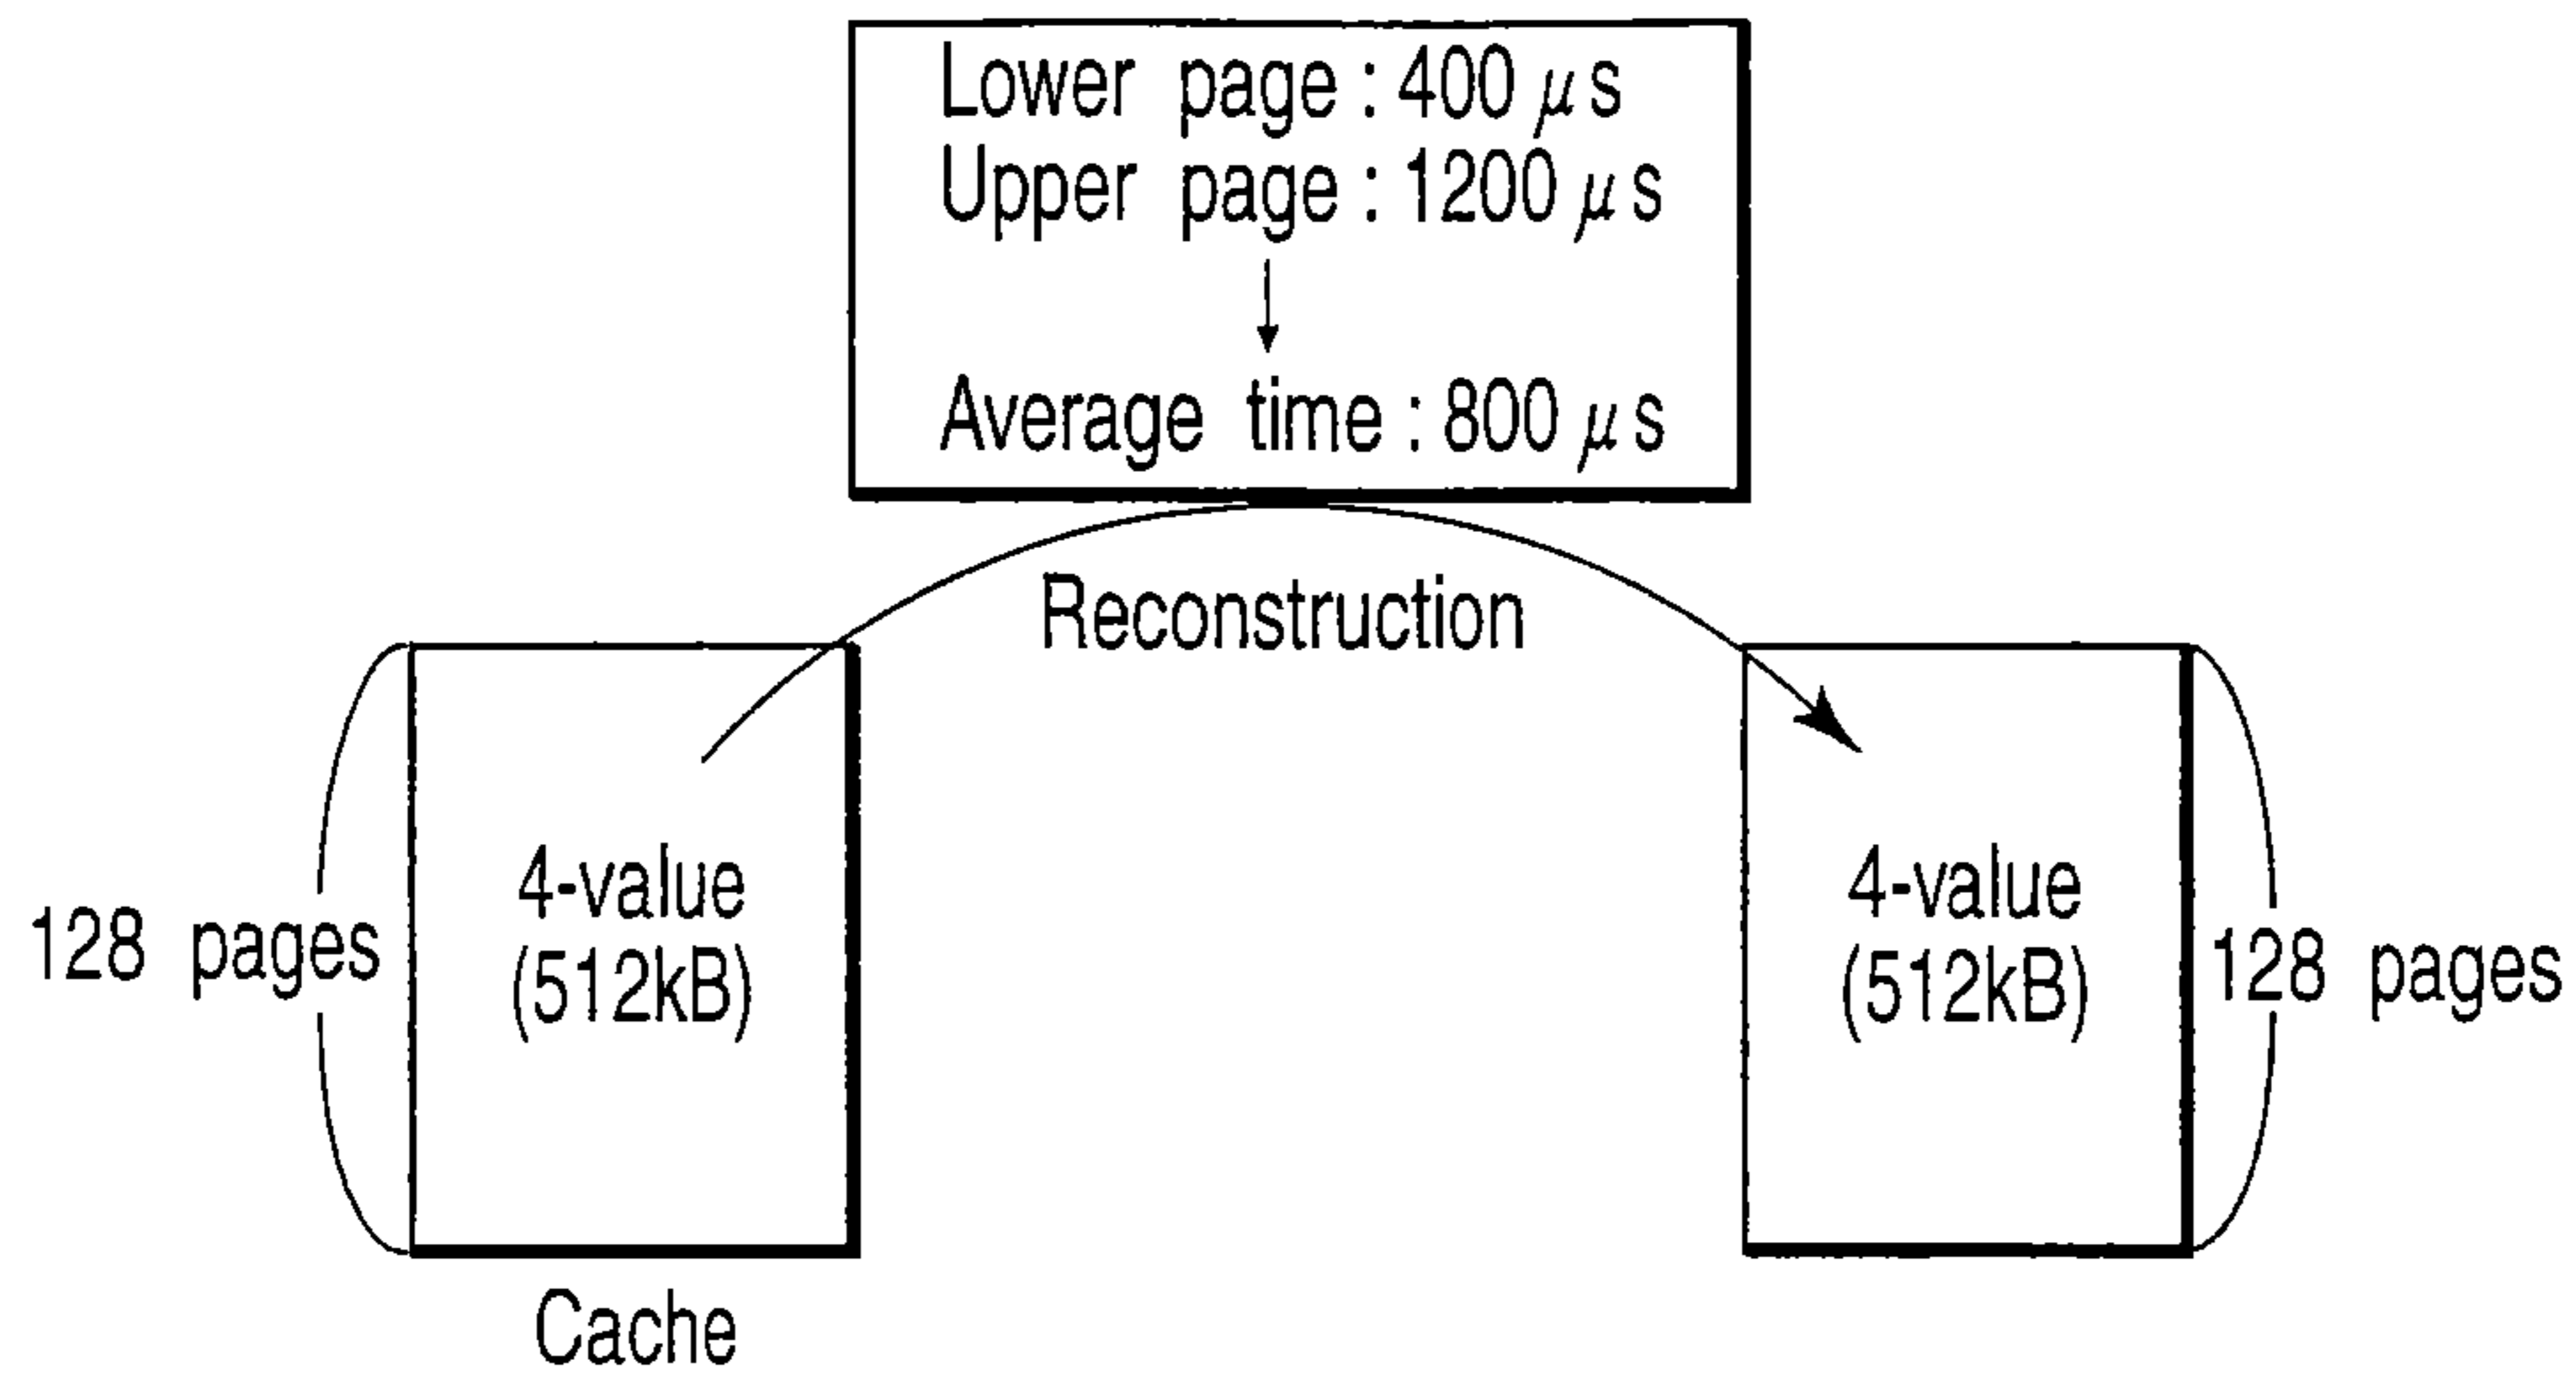 Lower page : 400 μs
Upper page : 1200 μs
Average time : 800 μs
Reconstruction
128 pages
4-value
(512kB)
4-value
(512kB)
128 pages
Cache